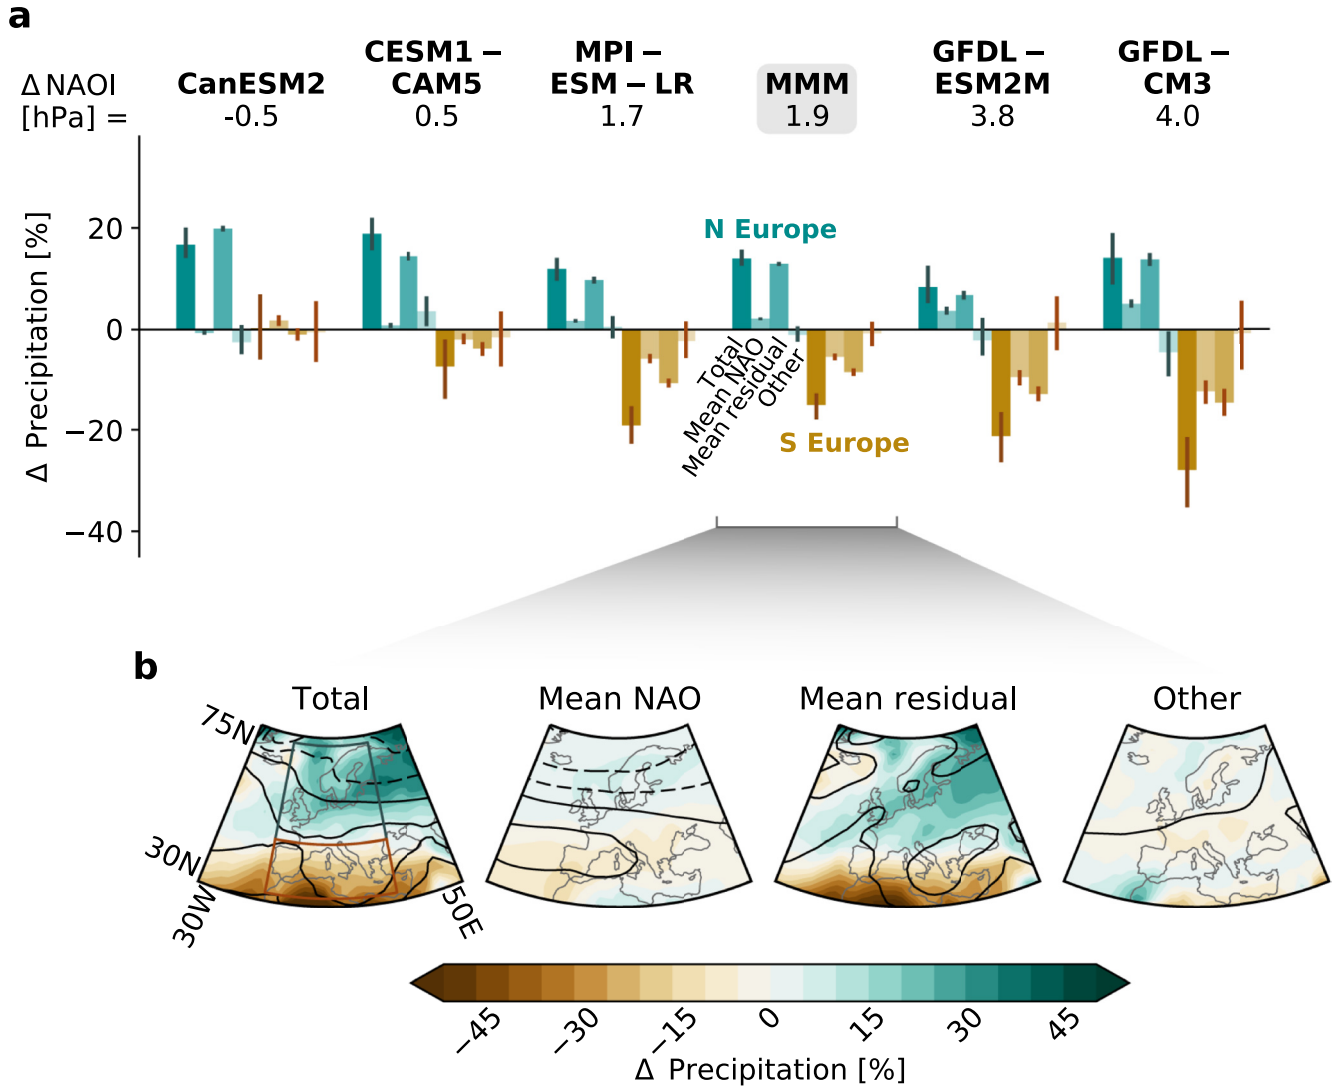 a
Δ NAOI
[hPa] =
CanESM2
-0.5
CESM1 –
CAM5
0.5
MPI –
ESM – LR
1.7
MMM
1.9
GFDL –
ESM2M
3.8
GFDL –
CM3
4.0
Δ Precipitation [%]
20
0
−20
−40
N Europe
Total
Mean NAO
Mean residual
Other
S Europe
b
Total
Mean NAO
Mean residual
Other
75N
30N
30W
50E
−45
−30
−15
0
15
30
45
Δ Precipitation [%]